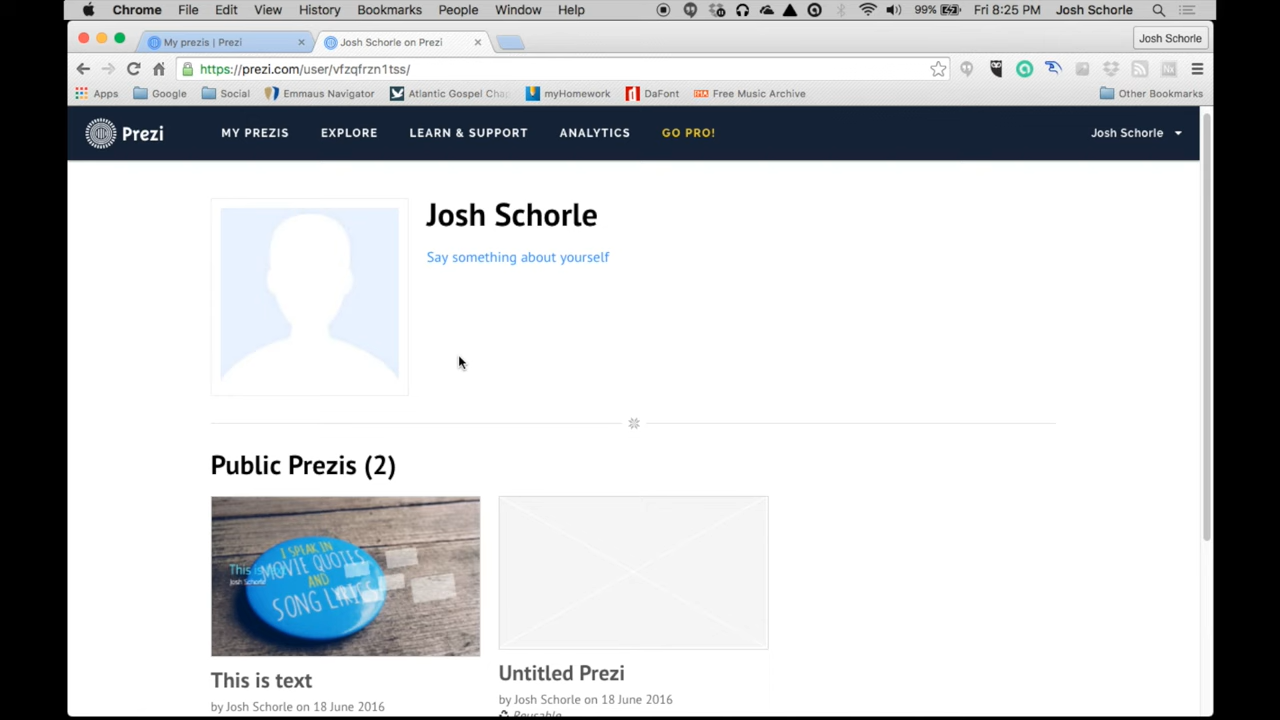 Chrome File Edit View History Bookmarks People Window Help 99% Fri 8:25 PM Josh Schorle
My prezis | Prezi Josh Schorle on Prezi Josh Schorle
https://prezi.com/user/vfzqfrzn1tss/
Apps Google Social Emmaus Navigator Atlantic Gospel Cha myHomework DaFont Free Music Archive Other Bookmarks
Prezi MY PREZIS EXPLORE LEARN & SUPPORT ANALYTICS GO PRO! Josh Schorle
Josh Schorle
Say something about yourself
Public Prezis (2)
I SPEAK IN
MOVIE QUOTES
AND
SONG LYRICS
This is
Josh Schorle
This is text
by Josh Schorle on 18 June 2016
Untitled Prezi
by Josh Schorle on 18 June 2016
Reusable